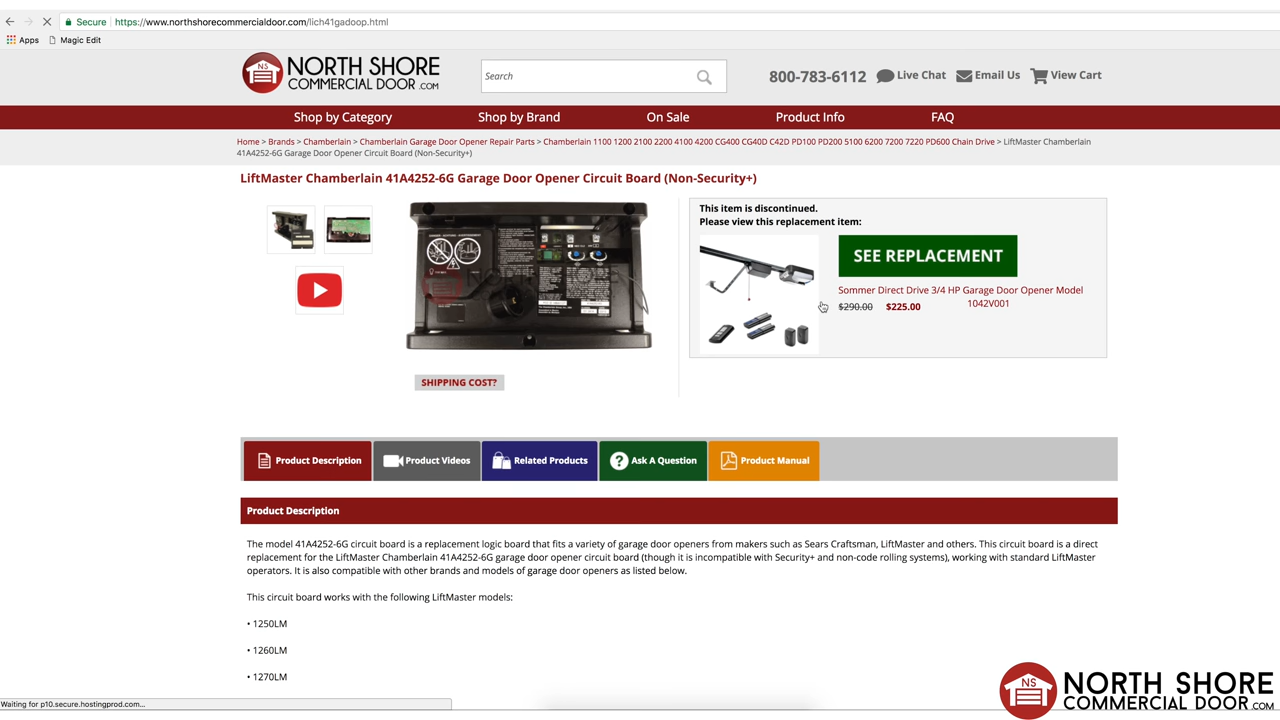 Secure https://www.northshorecommercialdoor.com/lich41gadoop.html
Apps Magic Edit
NS NORTH SHORE
COMMERCIAL DOOR.COM
Search
800-783-6112 Live Chat Email Us View Cart
Shop by Category Shop by Brand On Sale Product Info FAQ
Home > Brands > Chamberlain > Chamberlain Garage Door Opener Repair Parts > Chamberlain 1100 1200 2100 2200 4100 4200 CG400 CG40D C42D PD100 PD200 5100 6200 7200 7220 PD600 Chain Drive > LiftMaster Chamberlain
41A4252-6G Garage Door Opener Circuit Board (Non-Security+)
LiftMaster Chamberlain 41A4252-6G Garage Door Opener Circuit Board (Non-Security+)
This item is discontinued.
Please view this replacement item:
SEE REPLACEMENT
Sommer Direct Drive 3/4 HP Garage Door Opener Model
1042V001
$290.00 $225.00
SHIPPING COST?
Product Description Product Videos Related Products Ask A Question Product Manual
Product Description
The model 41A4252-6G circuit board is a replacement logic board that fits a variety of garage door openers from makers such as Sears Craftsman, LiftMaster and others. This circuit board is a direct
replacement for the LiftMaster Chamberlain 41A4252-6G garage door opener circuit board (though it is incompatible with Security+ and non-code rolling systems), working with standard LiftMaster
operators. It is also compatible with other brands and models of garage door openers as listed below.
This circuit board works with the following LiftMaster models:
• 1250LM
• 1260LM
• 1270LM
Waiting for p10.secure.hostingprod.com...
NS NORTH SHORE
COMMERCIAL DOOR.COM